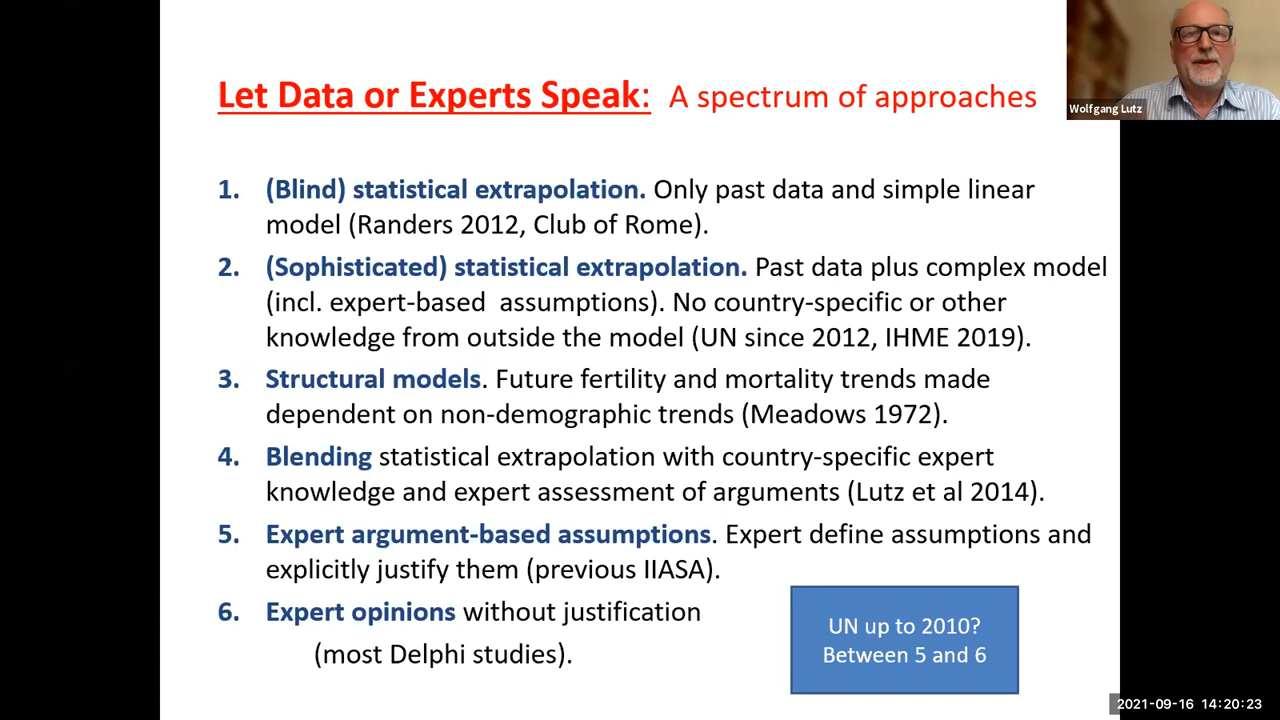 Let Data or Experts Speak: A spectrum of approaches
Wolfgang Lutz
1. (Blind) statistical extrapolation. Only past data and simple linear
model (Randers 2012, Club of Rome).
2. (Sophisticated) statistical extrapolation. Past data plus complex model
(incl. expert-based assumptions). No country-specific or other
knowledge from outside the model (UN since 2012, IHME 2019).
3. Structural models. Future fertility and mortality trends made
dependent on non-demographic trends (Meadows 1972).
4. Blending statistical extrapolation with country-specific expert
knowledge and expert assessment of arguments (Lutz et al 2014).
5. Expert argument-based assumptions. Expert define assumptions and
explicitly justify them (previous IIASA).
6. Expert opinions without justification
(most Delphi studies).
UN up to 2010?
Between 5 and 6
2021-09-16 14:20:23